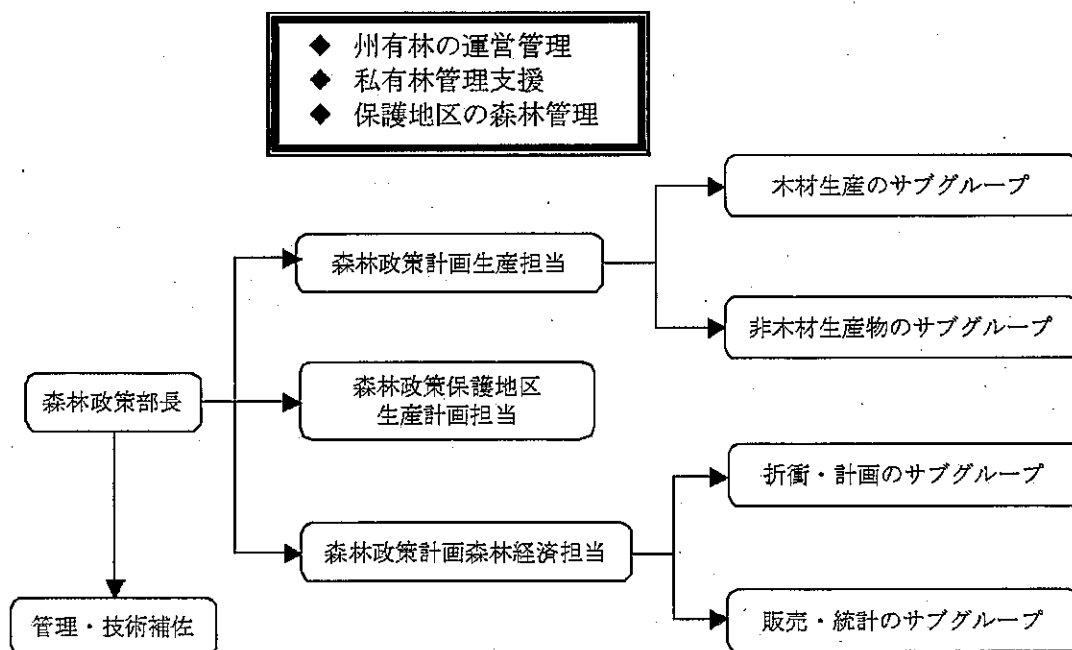 ◆ 州有林の運営管理
◆ 私有林管理支援
◆ 保護地区の森林管理
木材生産のサブグループ
森林政策計画生産担当
非木材生産物のサブグループ
森林政策保護地区
生産計画担当
森林政策部長
折衝・計画のサブグループ
森林政策計画森林経済担当
管理・技術補佐
販売・統計のサブグループ